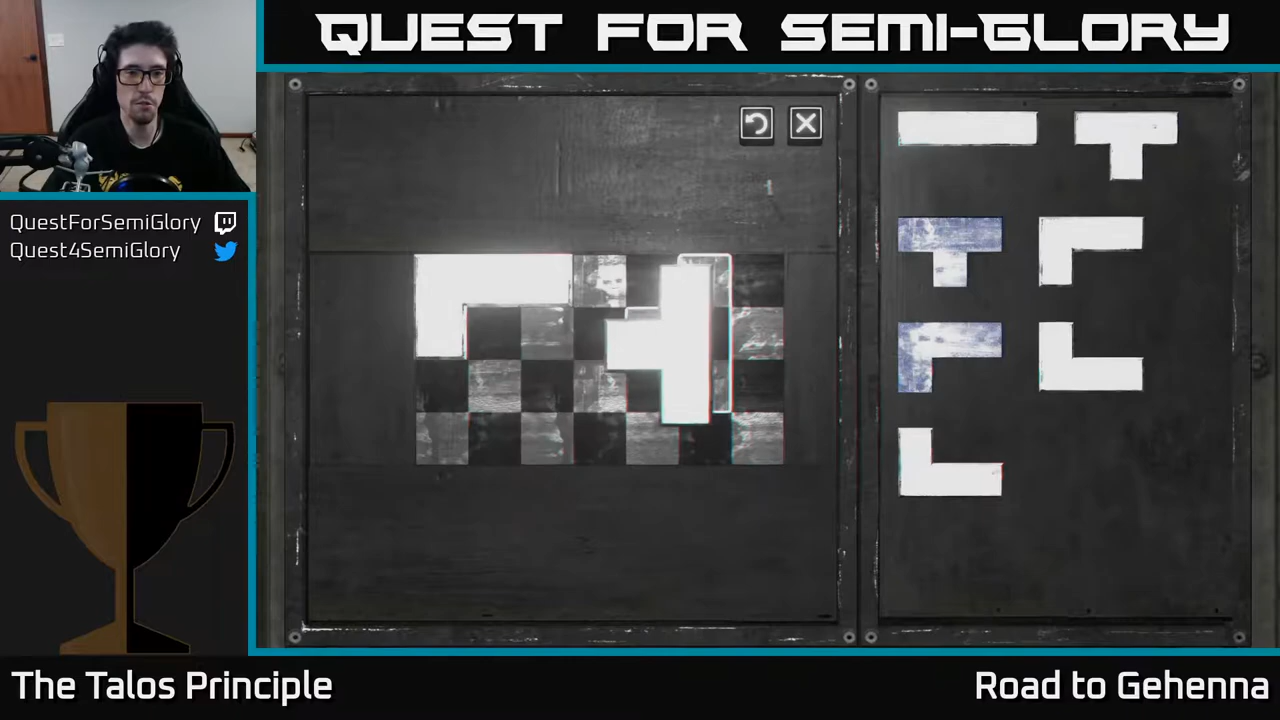 QUEST FOR SEMI-GLORY
QuestForSemiGlory
Quest4SemiGlory
The Talos Principle
Road to Gehenna